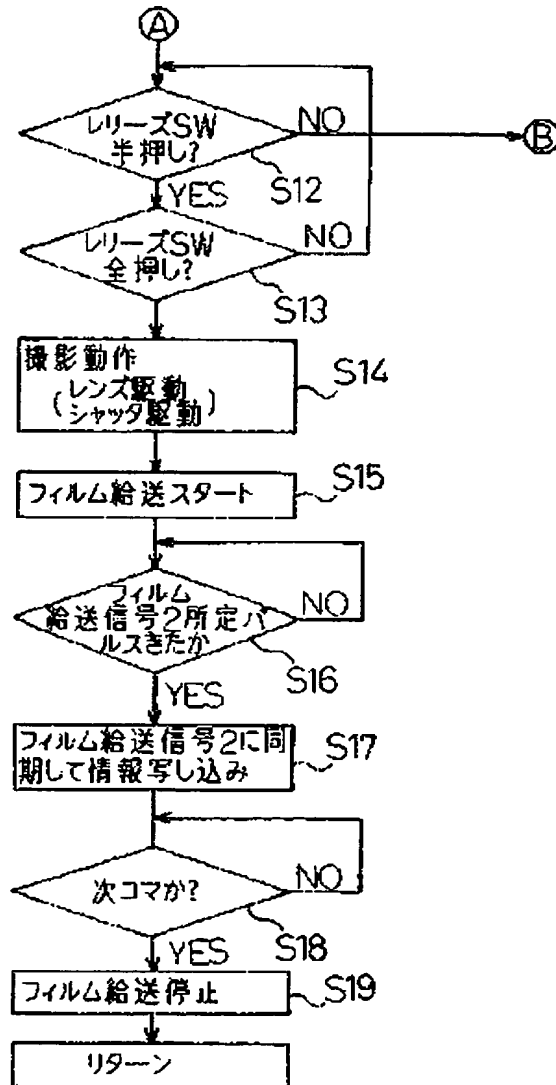 A
レリーズSW
半押し?
NO
B
S12
YES
レリーズSW
全押し?
NO
S13
撮影動作
(レンズ駆動
シャッタ駆動)
S14
フィルム給送スタート
S15
フィルム
給送信号2所定パ
ルスきたか
NO
S16
YES
フィルム給送信号2に同
期して情報写し込み
S17
次コマか?
NO
S18
YES
フィルム給送停止
S19
リターン